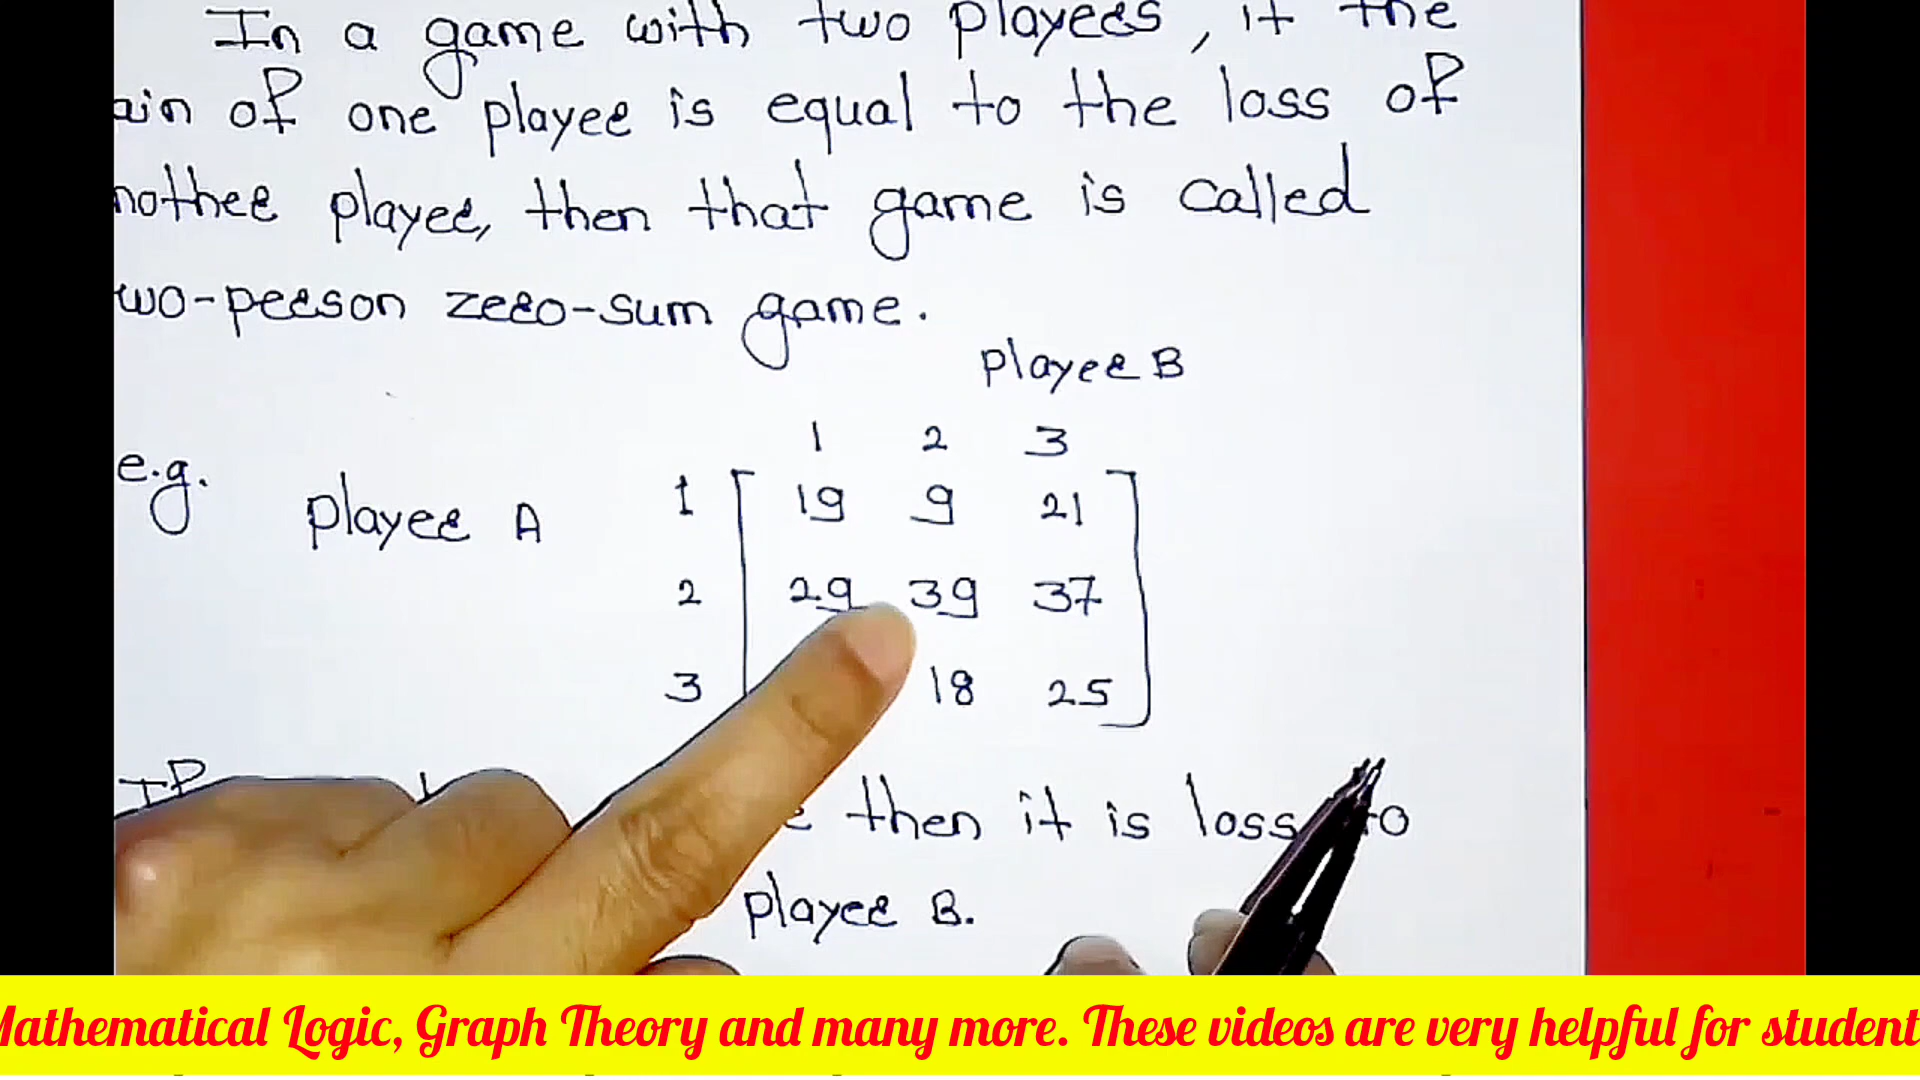 In a game with two players, if the
ain of one player is equal to the loss of
nother player, then that game is called
wo-person zero-sum game.
Player B
1 2 3
e.g. Player A
1 19 9 21
2 29 39 37
3 18 25
If then it is loss to
player B.
Mathematical Logic, Graph Theory and many more. These videos are very helpful for student